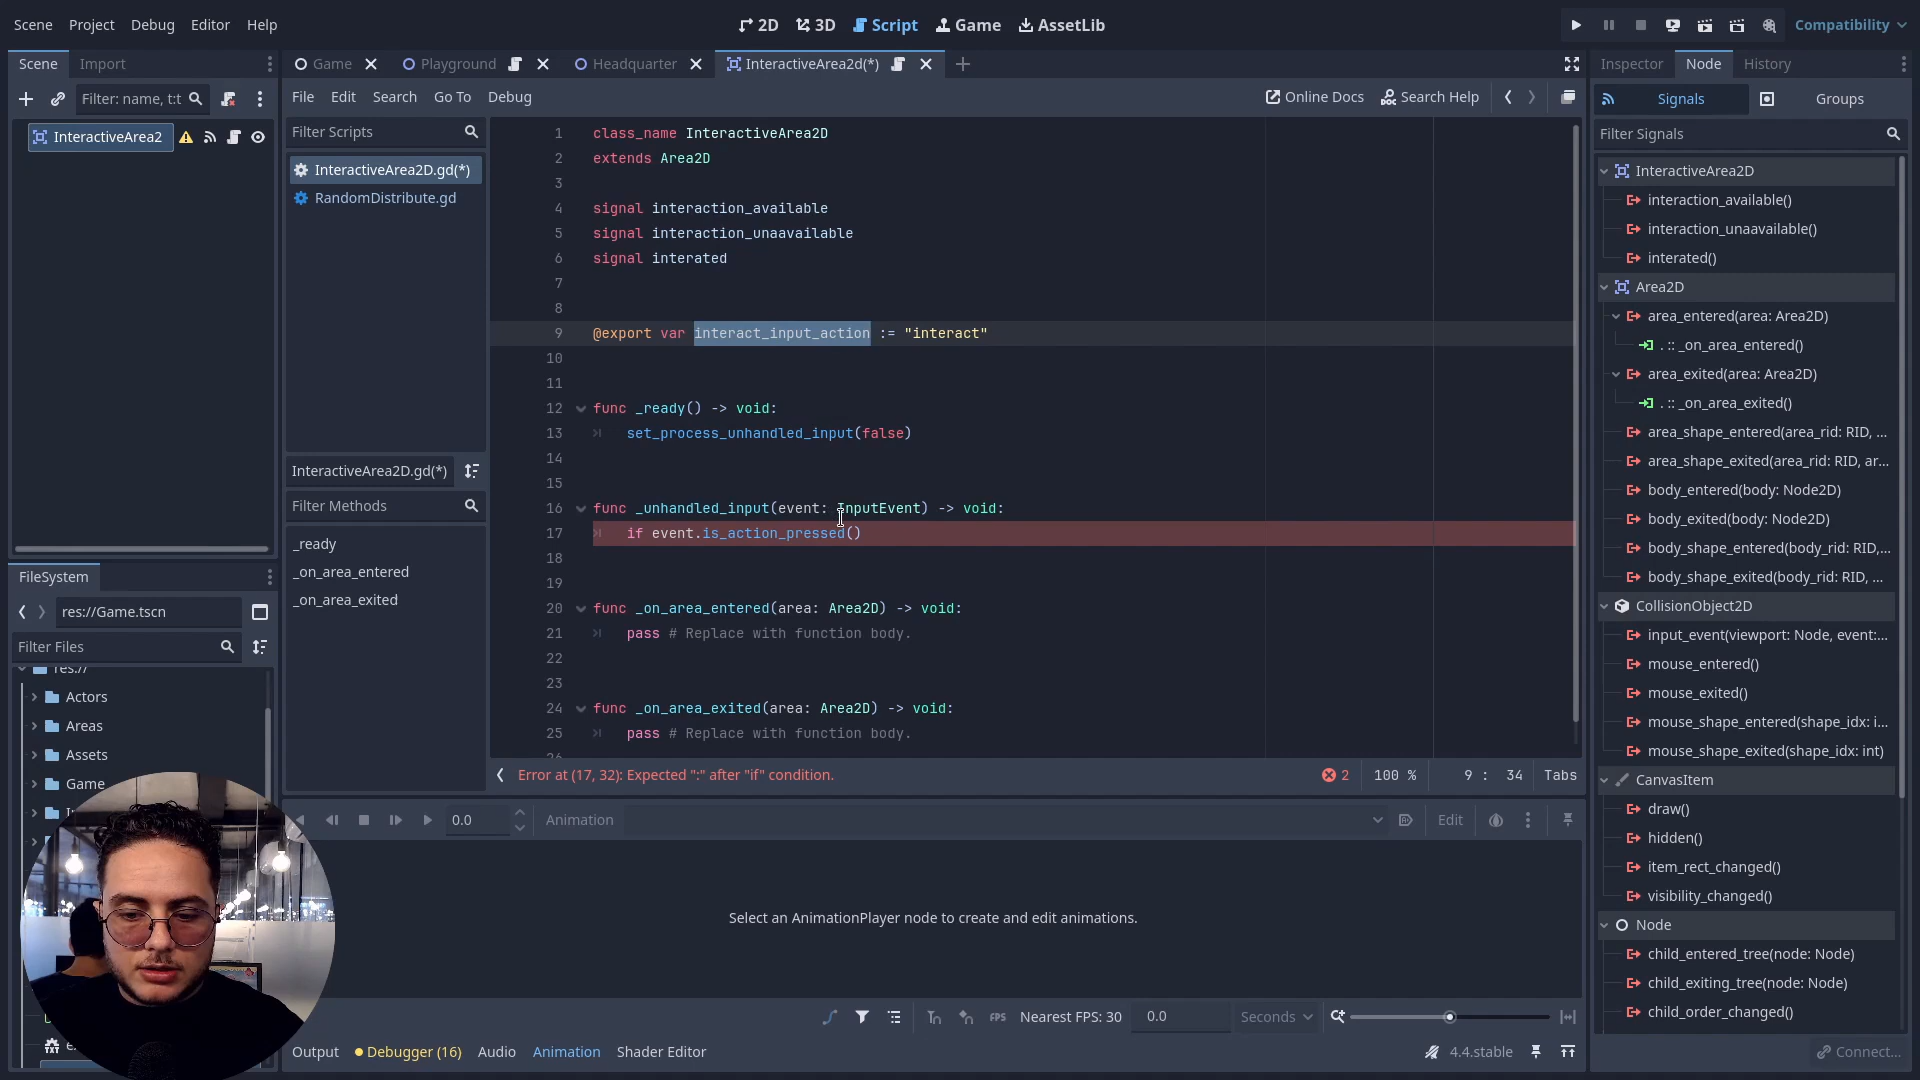 Scene Project Debug Editor Help
2D 3D Script Game AssetLib
Compatibility
Scene Import
Game Playground Headquarter InteractiveArea2d(*)
Inspector Node History
Filter: name, t:t
File Edit Search Go To Debug
Online Docs Search Help
Signals Groups
InteractiveArea2
Filter Scripts
InteractiveArea2D.gd(*)
RandomDistribute.gd
InteractiveArea2D.gd(*)
Filter Methods
_ready
_on_area_entered
_on_area_exited
1 class_name InteractiveArea2D
2 extends Area2D
3
4 signal interaction_available
5 signal interaction_unaavailable
6 signal interated
7
8
9 @export var interact_input_action := "interact"
10
11
12 func _ready() -> void:
13 set_process_unhandled_input(false)
14
15
16 func _unhandled_input(event: InputEvent) -> void:
17 if event.is_action_pressed()
18
19
20 func _on_area_entered(area: Area2D) -> void:
21 pass # Replace with function body.
22
23
24 func _on_area_exited(area: Area2D) -> void:
25 pass # Replace with function body.
Error at (17, 32): Expected ":" after "if" condition.
2 100 % 9 : 34 Tabs
FileSystem
res://Game.tscn
Filter Files
res://
Actors
Areas
Assets
Game
0.0 Animation Edit
Select an AnimationPlayer node to create and edit animations.
Nearest FPS: 30 0.0 Seconds
Output Debugger (16) Audio Animation Shader Editor
4.4.stable
Filter Signals
InteractiveArea2D
interaction_available()
interaction_unaavailable()
interated()
Area2D
area_entered(area: Area2D)
. :: _on_area_entered()
area_exited(area: Area2D)
. :: _on_area_exited()
area_shape_entered(area_rid: RID, ...
area_shape_exited(area_rid: RID, ar...
body_entered(body: Node2D)
body_exited(body: Node2D)
body_shape_entered(body_rid: RID,...
body_shape_exited(body_rid: RID, ...
CollisionObject2D
input_event(viewport: Node, event:...
mouse_entered()
mouse_exited()
mouse_shape_entered(shape_idx: i...
mouse_shape_exited(shape_idx: int)
CanvasItem
draw()
hidden()
item_rect_changed()
visibility_changed()
Node
child_entered_tree(node: Node)
child_exiting_tree(node: Node)
child_order_changed()
Connect...